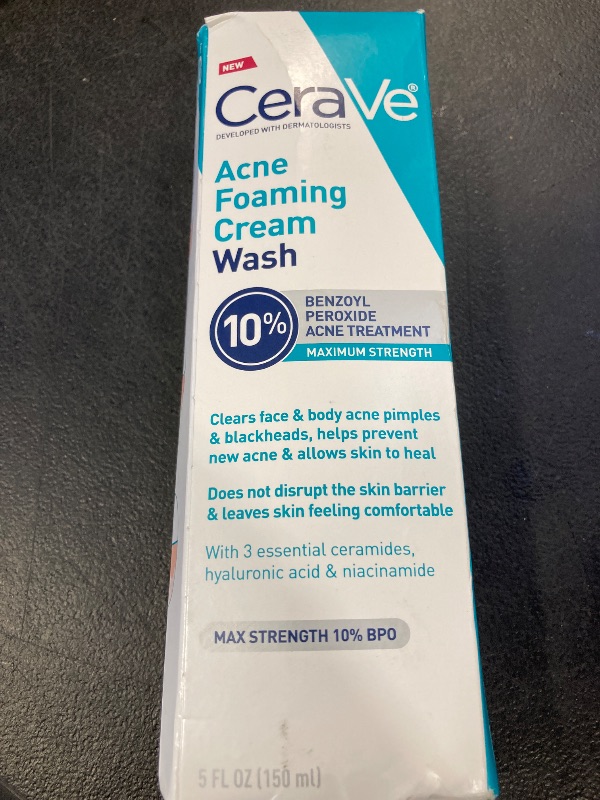 NEW
CeraVe®
DEVELOPED WITH DERMATOLOGISTS
Acne
Foaming
Cream
Wash
10%
BENZOYL
PEROXIDE
ACNE TREATMENT
MAXIMUM STRENGTH
Clears face & body acne pimples
& blackheads, helps prevent
new acne & allows skin to heal
Does not disrupt the skin barrier
& leaves skin feeling comfortable
With 3 essential ceramides,
hyaluronic acid & niacinamide
MAX STRENGTH 10% BPO
5 FL OZ (150 ml)